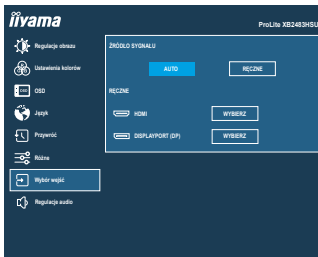 iiyama
ProLite XB2483HSU
Regulacje obrazu
Ustawienia kolorów
OSD
OSD
Język
Przywróć
Różne
Wybór wejść
Regulacje audio
ŹRÓDŁO SYGNAŁU
AUTO
RĘCZNE
RĘCZNE
HDMI
WYBIERZ
DISPLAYPORT (DP)
WYBIERZ